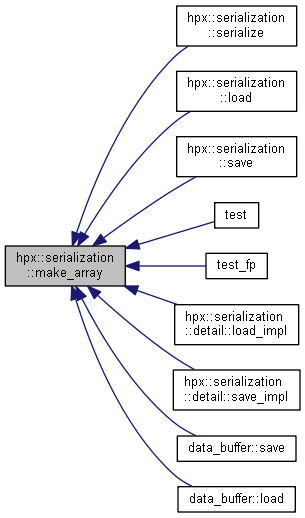 hpx::serialization
::serialize
hpx::serialization
::load
hpx::serialization
::save
test
hpx::serialization
::make_array
test_fp
hpx::serialization
::detail::load_impl
hpx::serialization
::detail::save_impl
data_buffer::save
data_buffer::load